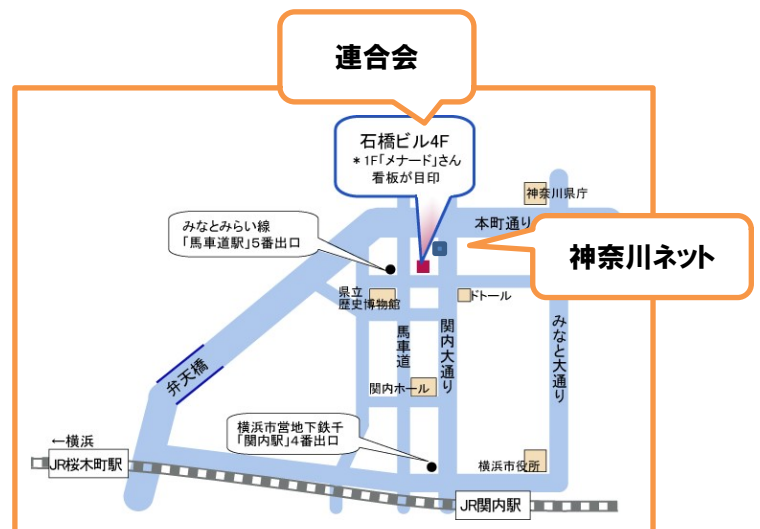 連合会
石橋ビル4F
＊1F「メナード」さん
看板が目印
神奈川県庁
本町通り
みなとみらい線
「馬車道駅」5番出口
神奈川ネット
県立
歴史博物館
ドトール
馬車道
関内大通り
みなと大通り
弁天橋
関内ホール
横浜市営地下鉄千
「関内駅」4番出口
←横浜
JR桜木町駅
横浜市役所
JR関内駅